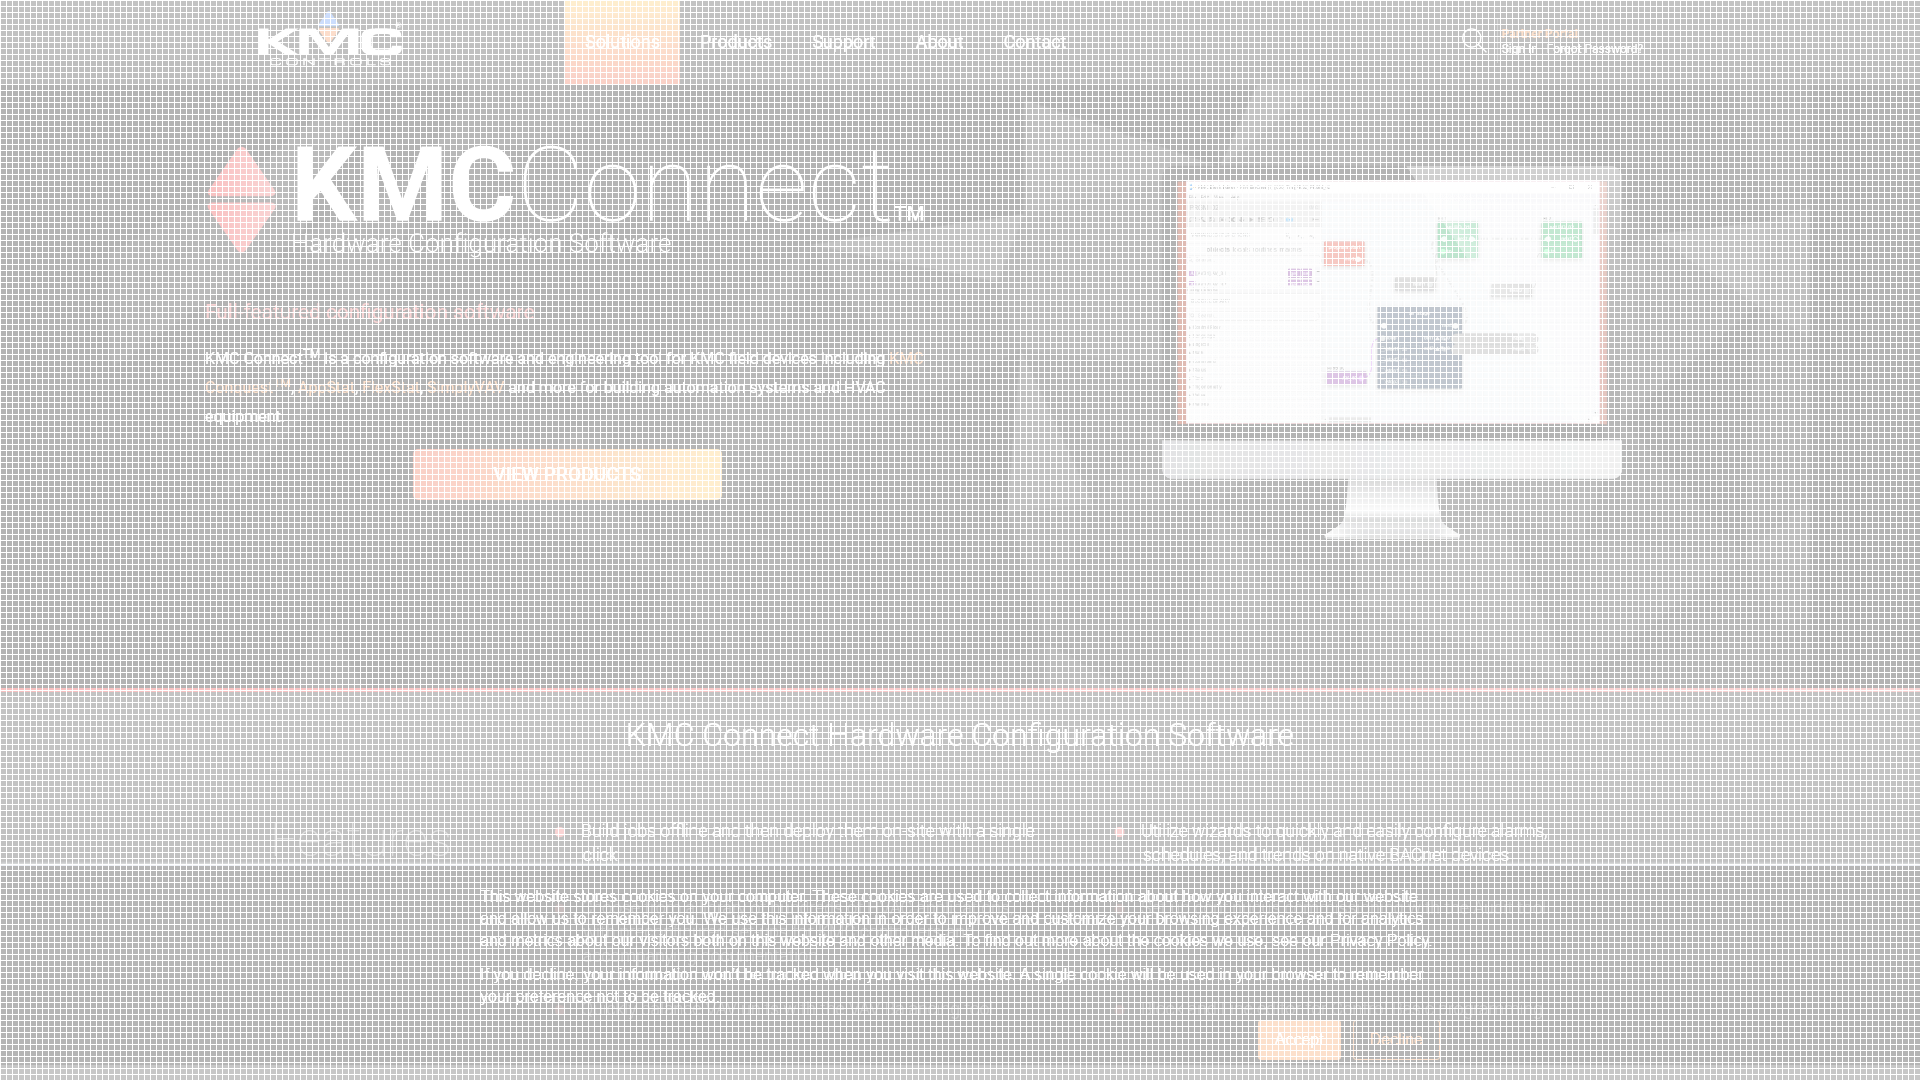 KMC
CONTROLS
Solutions Products Support About Contact
Partner Portal
Sign In Forgot Password?
KMCConnect™
Hardware Configuration Software
Full-featured configuration software
KMC Connect™ is a configuration software and engineering tool for KMC field devices including KMC
Conquest™, AppStat, FlexStat, SimplyVAV and more for building automation systems and HVAC
equipment.
VIEW PRODUCTS
KMC Connect Hardware Configuration Software
Features
Build jobs offline and then deploy them on-site with a single
click
Utilize wizards to quickly and easily configure alarms,
schedules, and trends on native BACnet devices
This website stores cookies on your computer. These cookies are used to collect information about how you interact with our website
and allow us to remember you. We use this information in order to improve and customize your browsing experience and for analytics
and metrics about our visitors both on this website and other media. To find out more about the cookies we use, see our Privacy Policy.
If you decline, your information won't be tracked when you visit this website. A single cookie will be used in your browser to remember
your preference not to be tracked.
Accept Decline